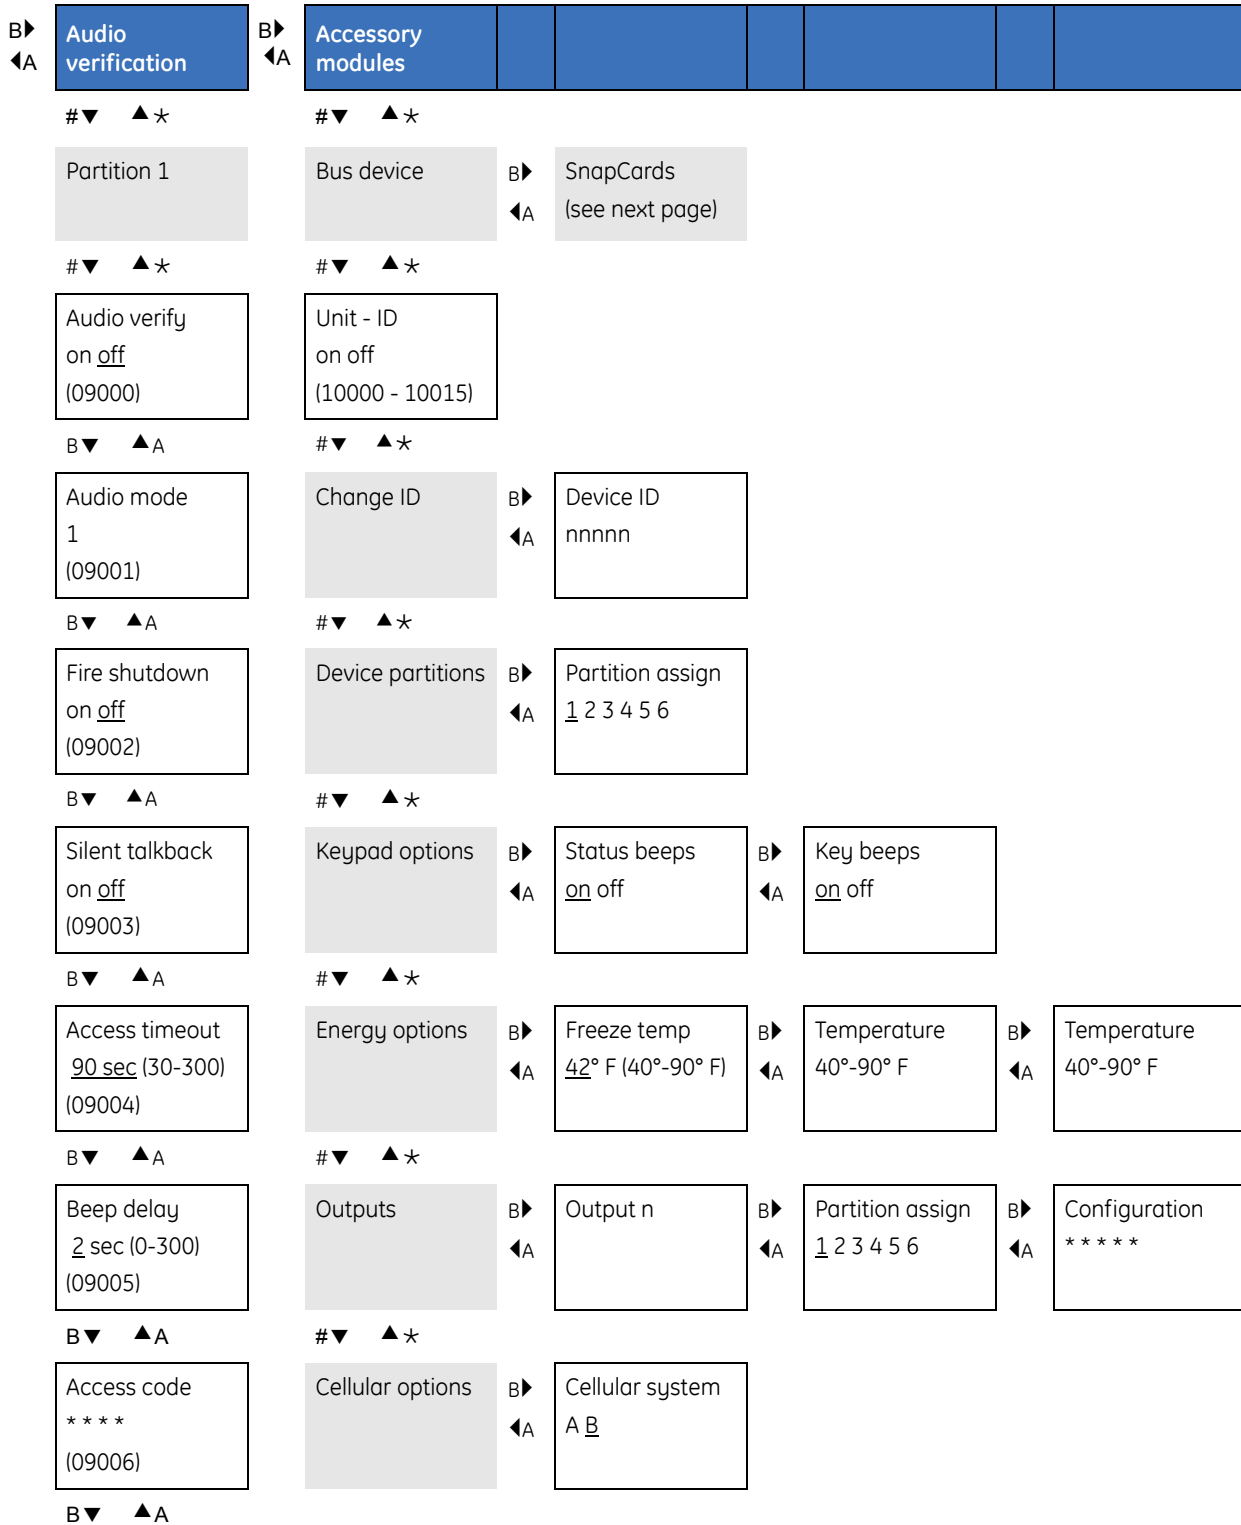 B▶ Audio verification B▶ Accessory modules
◀A ◀A
#▼ ▲* #▼ ▲*
Partition 1 Bus device B▶ SnapCards
◀A (see next page)
#▼ ▲* #▼ ▲*
Audio verify Unit - ID
on off on off
(09000) (10000 - 10015)
B▼ ▲A #▼ ▲*
Audio mode Change ID B▶ Device ID
1 ◀A nnnnn
(09001)
B▼ ▲A #▼ ▲*
Fire shutdown Device partitions B▶ Partition assign
on off ◀A 1 2 3 4 5 6
(09002)
B▼ ▲A #▼ ▲*
Silent talkback Keypad options B▶ Status beeps B▶ Key beeps
on off ◀A on off ◀A on off
(09003)
B▼ ▲A #▼ ▲*
Access timeout Energy options B▶ Freeze temp B▶ Temperature B▶ Temperature
90 sec (30-300) ◀A 42° F (40°-90° F) ◀A 40°-90° F ◀A 40°-90° F
(09004)
B▼ ▲A #▼ ▲*
Beep delay Outputs B▶ Output n B▶ Partition assign B▶ Configuration
2 sec (0-300) ◀A ◀A 1 2 3 4 5 6 ◀A * * * * *
(09005)
B▼ ▲A #▼ ▲*
Access code Cellular options B▶ Cellular system
* * * * ◀A A B
(09006)
B▼ ▲A